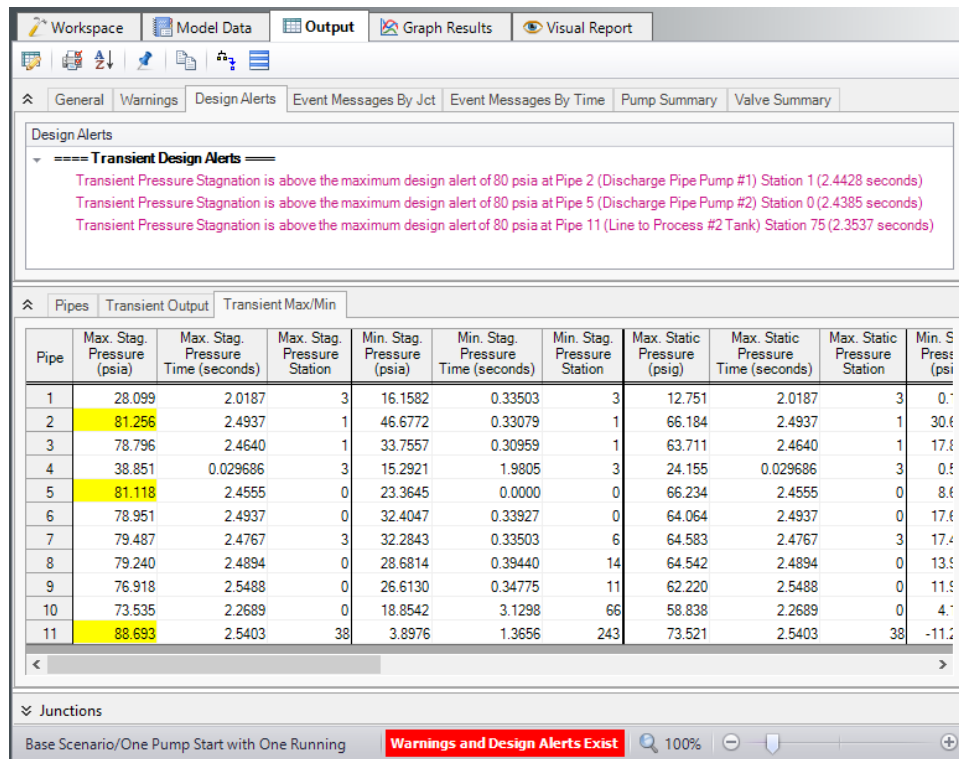 Workspace Model Data Output Graph Results Visual Report
General Warnings Design Alerts Event Messages By Jct Event Messages By Time Pump Summary Valve Summary
Design Alerts
==== Transient Design Alerts ====
Transient Pressure Stagnation is above the maximum design alert of 80 psia at Pipe 2 (Discharge Pipe Pump #1) Station 1 (2.4428 seconds)
Transient Pressure Stagnation is above the maximum design alert of 80 psia at Pipe 5 (Discharge Pipe Pump #2) Station 0 (2.4385 seconds)
Transient Pressure Stagnation is above the maximum design alert of 80 psia at Pipe 11 (Line to Process #2 Tank) Station 75 (2.3537 seconds)
Pipes Transient Output Transient Max/Min
Pipe Max. Stag. Pressure (psia) Max. Stag. Pressure Time (seconds) Max. Stag. Pressure Station Min. Stag. Pressure (psia) Min. Stag. Pressure Time (seconds) Min. Stag. Pressure Station Max. Static Pressure (psig) Max. Static Pressure Time (seconds) Max. Static Pressure Station Min.
1 28.099 2.0187 3 16.1582 0.33503 3 12.751 2.0187 3
2 81.256 2.4937 1 46.6772 0.33079 1 66.184 2.4937 1
3 78.796 2.4640 1 33.7557 0.30959 1 63.711 2.4640 1
4 38.851 0.029686 3 15.2921 1.9805 3 24.155 0.029686 3
5 81.118 2.4555 0 23.3645 0.0000 0 66.234 2.4555 0
6 78.951 2.4937 0 32.4047 0.33927 0 64.064 2.4937 0
7 79.487 2.4767 3 32.2843 0.33503 6 64.583 2.4767 3
8 79.240 2.4894 0 28.6814 0.39440 14 64.542 2.4894 0
9 76.918 2.5488 0 26.6130 0.34775 11 62.220 2.5488 0
10 73.535 2.2689 0 18.8542 3.1298 66 58.838 2.2689 0
11 88.693 2.5403 38 3.8976 1.3656 243 73.521 2.5403 38
Junctions
Base Scenario/One Pump Start with One Running Warnings and Design Alerts Exist 100%